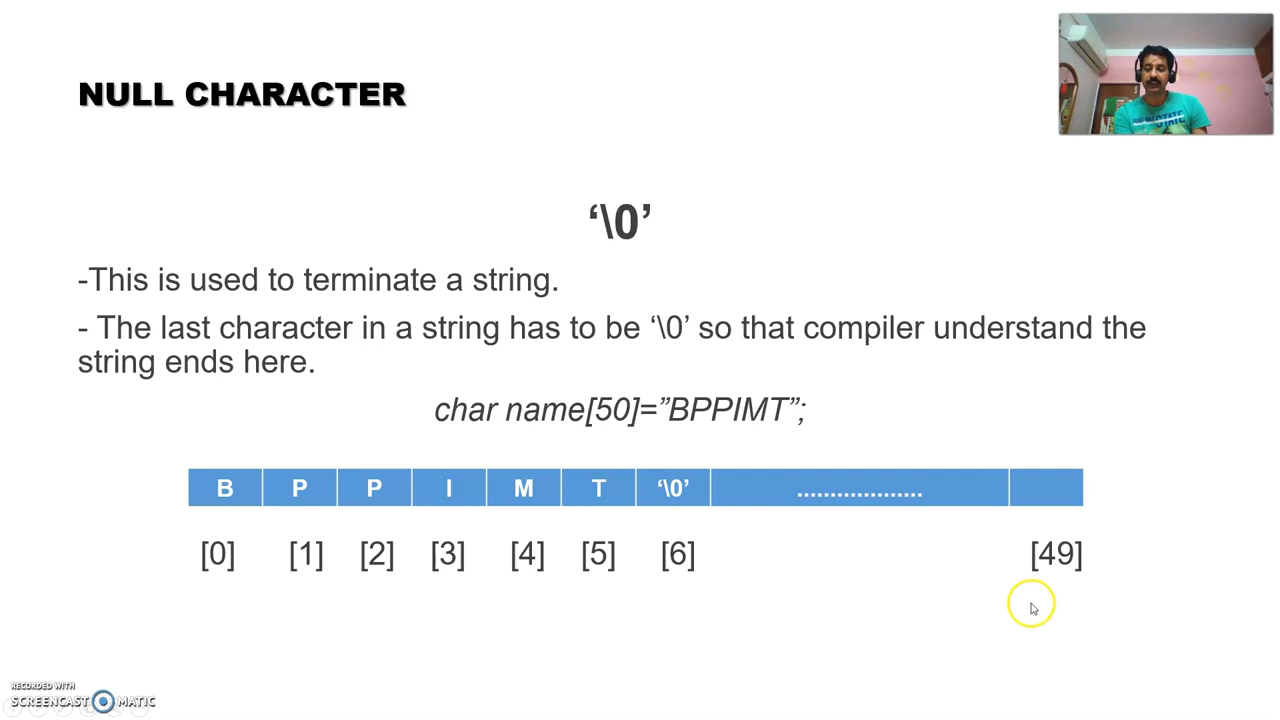 NULL CHARACTER
‘\0’
-This is used to terminate a string.
- The last character in a string has to be ‘\0’ so that compiler understand the
string ends here.
char name[50]=”BPPIMT”;
B P P I M T ‘\0’ ...................
[0] [1] [2] [3] [4] [5] [6] [49]
STATE
RECORDED WITH
SCREENCAST MATIC